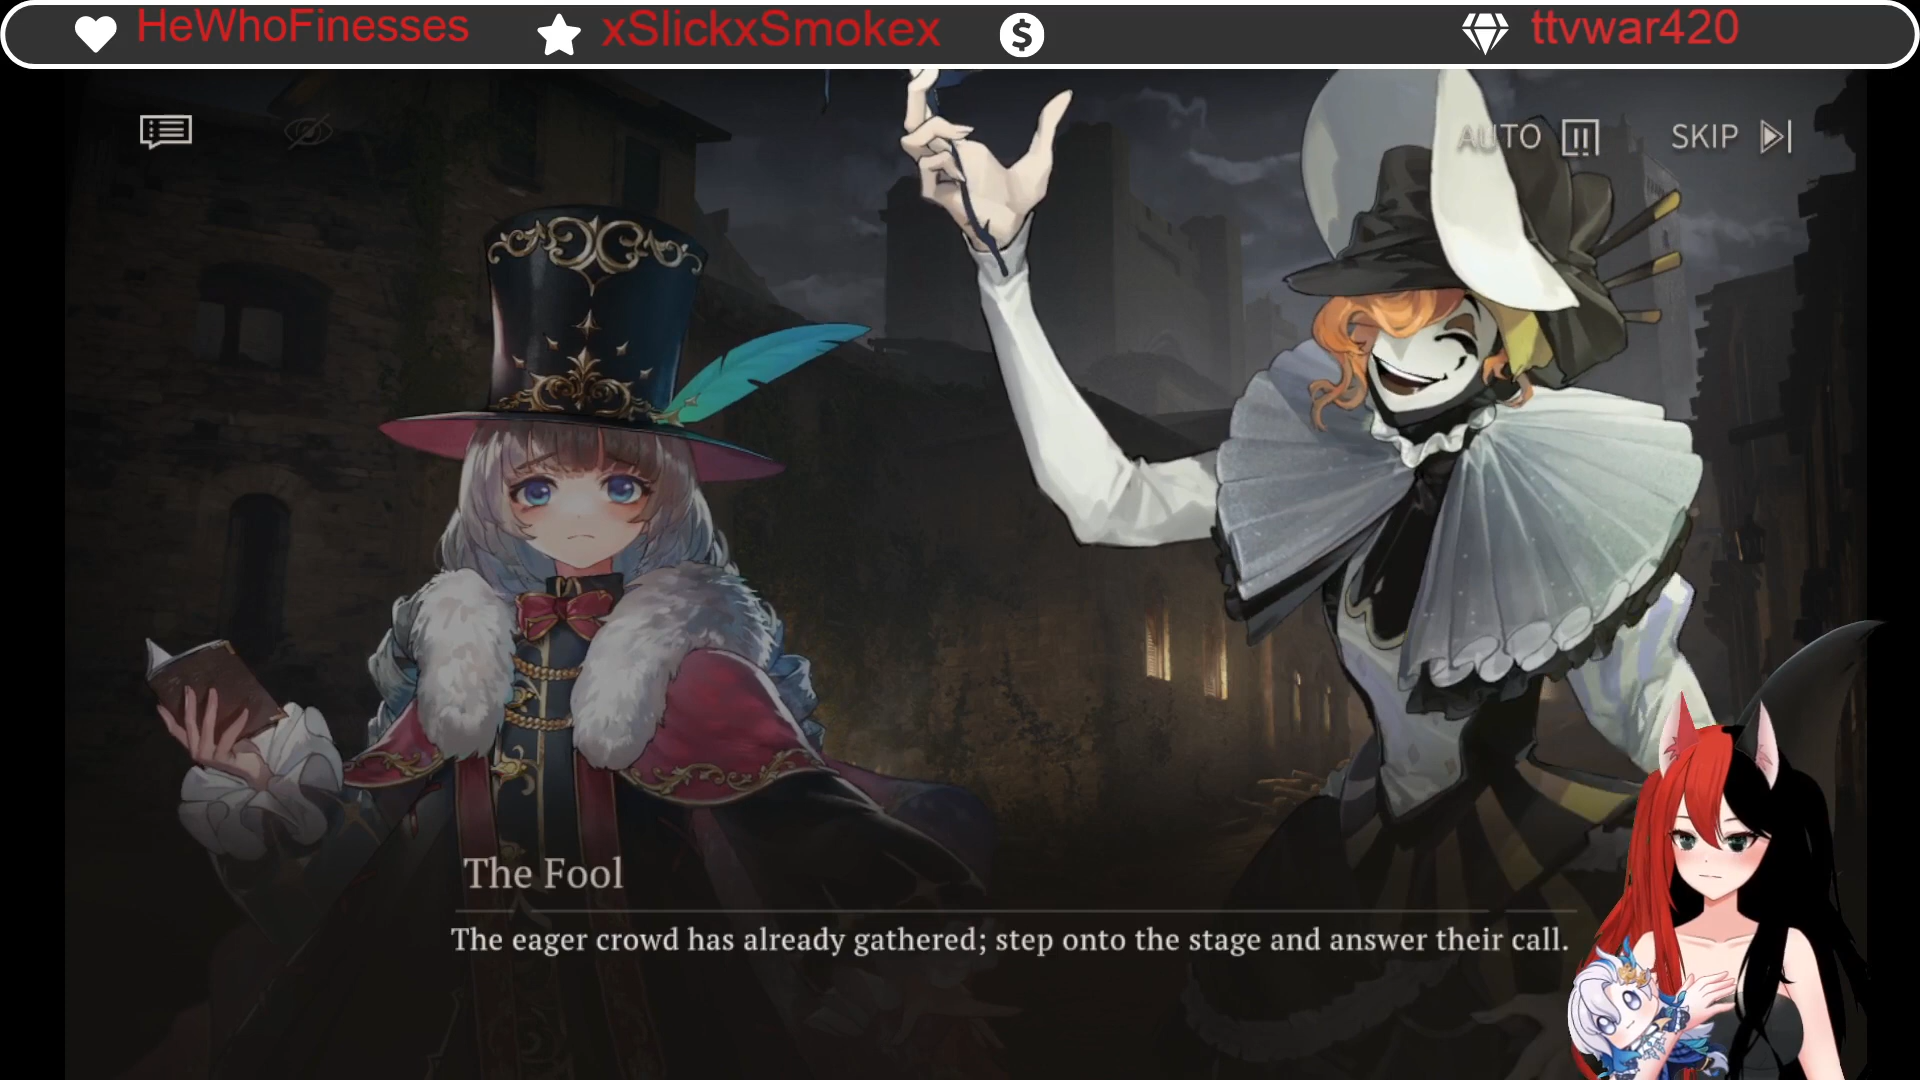 HeWhoFinesses
xSlickxSmokex
ttvwar420
AUTO
SKIP
The Fool
The eager crowd has already gathered; step onto the stage and answer their call.